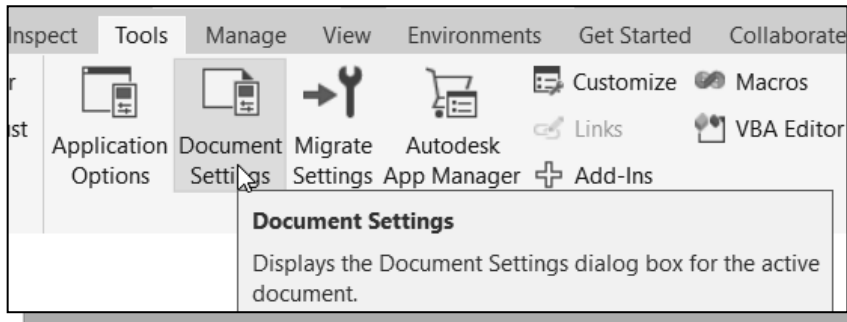 Inspect Tools Manage View Environments Get Started Collaborate
Application Options
Document Settings
Migrate Settings
Autodesk App Manager
Customize
Links
Add-Ins
Macros
VBA Editor
Document Settings
Displays the Document Settings dialog box for the active
document.